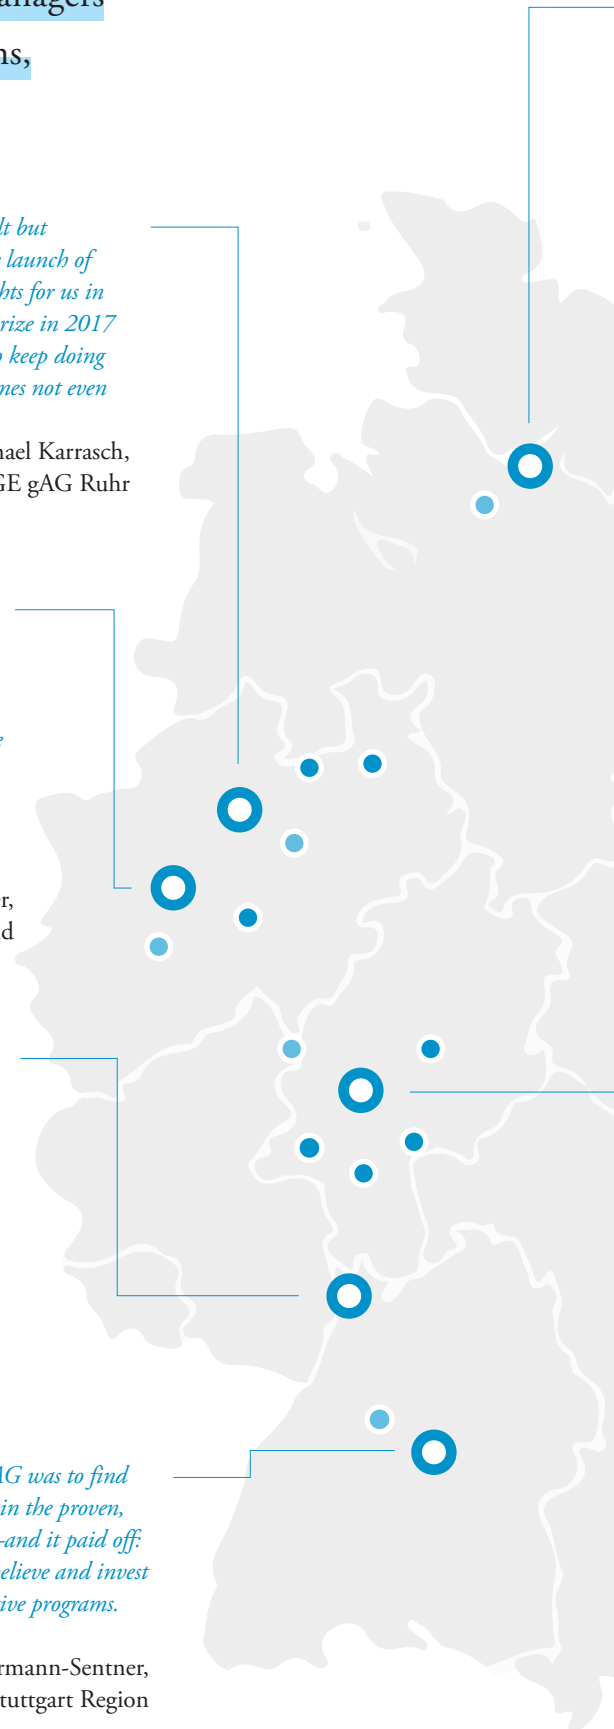 anagers
ns,
lt but
launch of
hts for us in
rize in 2017
keep doing
nes not even
ael Karrasch,
GE gAG Ruhr
e
r,
d
AG was to find
in the proven,
-and it paid off:
elieve and invest
ive programs.
rmann-Sentner,
tuttgart Region